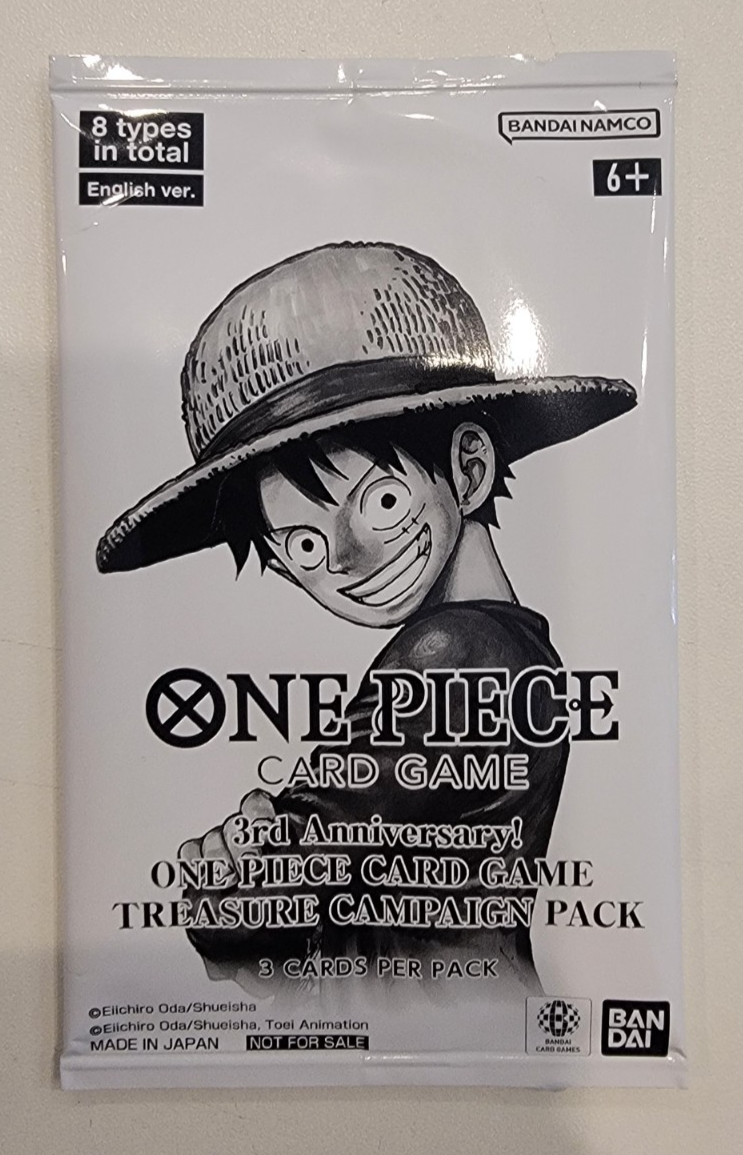 8 types
in total
English ver.
BANDAI NAMCO
6+
ONE PIECE
CARD GAME
3rd Anniversary!
ONE PIECE CARD GAME
TREASURE CAMPAIGN PACK
3 CARDS PER PACK
©Eiichiro Oda/Shueisha
©Eiichiro Oda/Shueisha, Toei Animation
MADE IN JAPAN NOT FOR SALE
BANDAI
CARD GAMES
BAN
DAI